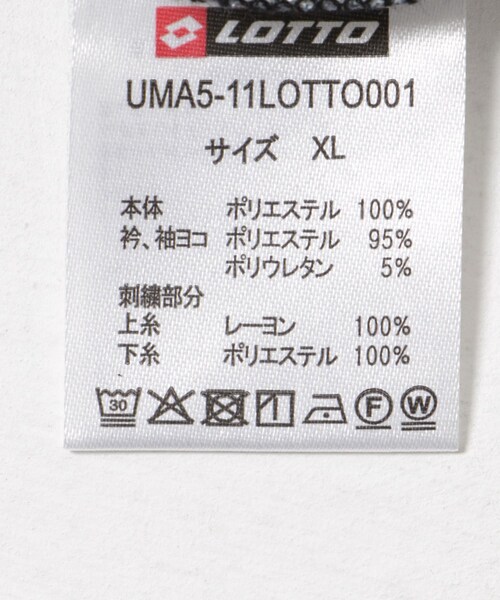 LOTTO
UMA5-11LOTTO001
サイズ XL
本体 ポリエステル 100%
衿、袖ヨコ ポリエステル 95%
ポリウレタン 5%
刺繍部分
上糸 レーヨン 100%
下糸 ポリエステル 100%
30 F W